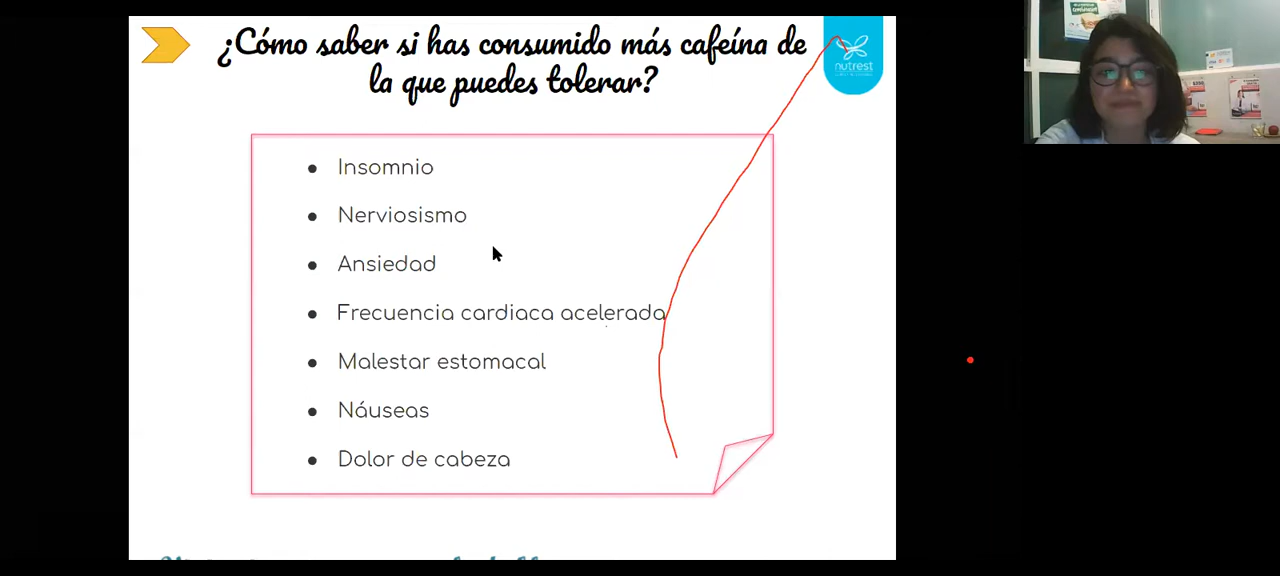 ¿Cómo saber si has consumido más cafeína de
la que puedes tolerar?
nutrest
● Insomnio
● Nerviosismo
● Ansiedad
● Frecuencia cardiaca acelerada
● Malestar estomacal
● Náuseas
● Dolor de cabeza